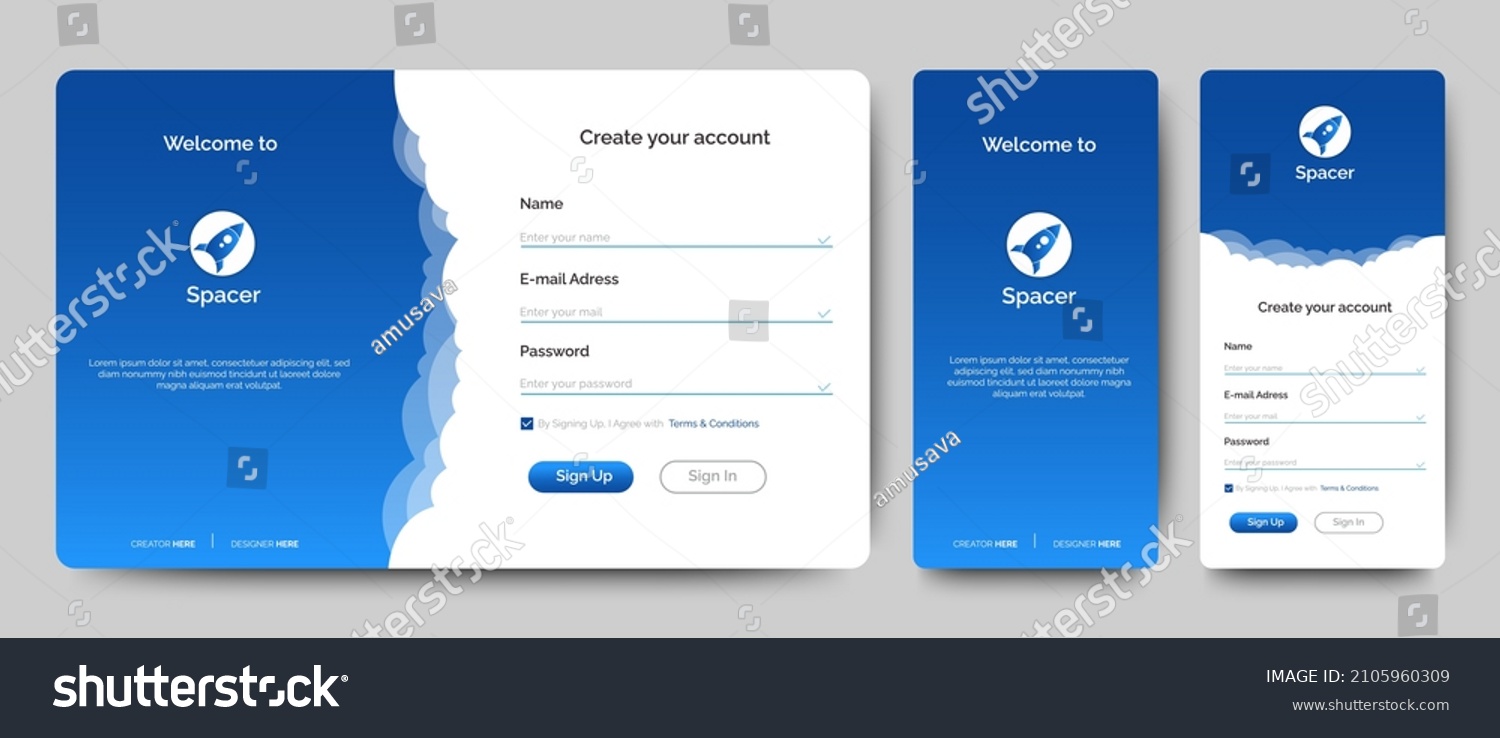 Welcome to
Spacer
Lorem ipsum dolor sit amet, consectetuer adipiscing elit, sed
diam nonummy nibh euismod tincidunt ut laoreet dolore
magna aliquam erat volutpat.
CREATOR HERE | DESIGNER HERE
Create your account
Name
Enter your name
E-mail Adress
Enter your mail
Password
Enter your password
By Signing Up, I Agree with Terms & Conditions
Sign Up
Sign In
Welcome to
Spacer
Lorem ipsum dolor sit amet, consectetuer
adipiscing elit, sed diam nonummy nibh
euismod tincidunt ut laoreet dolore magna
aliquam erat volutpat.
CREATOR HERE | DESIGNER HERE
Spacer
Create your account
Name
Enter your name
E-mail Adress
Enter your mail
Password
Enter your password
By Signing Up, I Agree with Terms & Conditions
Sign Up
Sign In
shutterstock
shutterstock
shutterstock
shutterstock
shutterstock
amusava
amusava
shutterstock
IMAGE ID: 2105960309
www.shutterstock.com